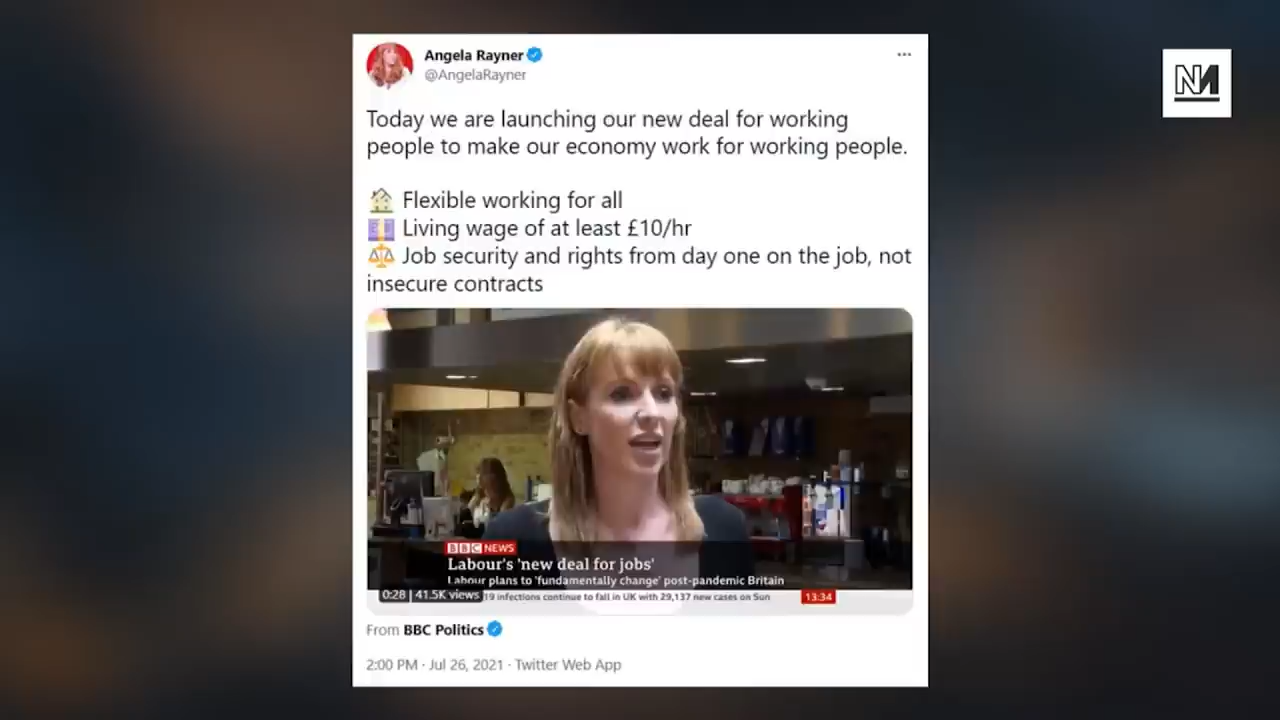 Angela Rayner
@AngelaRayner
Today we are launching our new deal for working
people to make our economy work for working people.
Flexible working for all
Living wage of at least £10/hr
Job security and rights from day one on the job, not
insecure contracts
BBC NEWS
Labour's 'new deal for jobs'
Labour plans to 'fundamentally change' post-pandemic Britain
0:28 | 41.5K views
19 infections continue to fall in UK with 29,137 new cases on Sun
13:34
From BBC Politics
2:00 PM · Jul 26, 2021 · Twitter Web App
NM